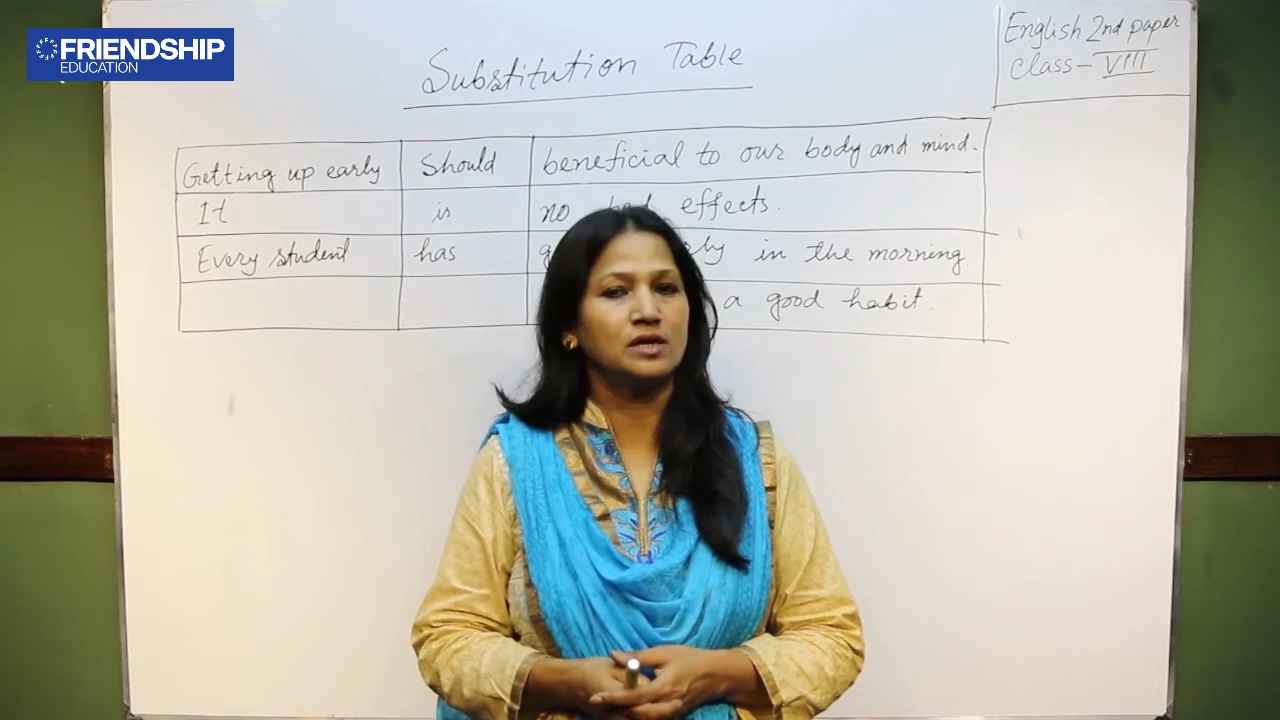 FRIENDSHIP
EDUCATION
English 2nd paper
class - VIII
Substitution Table
Getting up early Should beneficial to our body and mind.
It is no effects.
Every student has in the morning
a good habit.